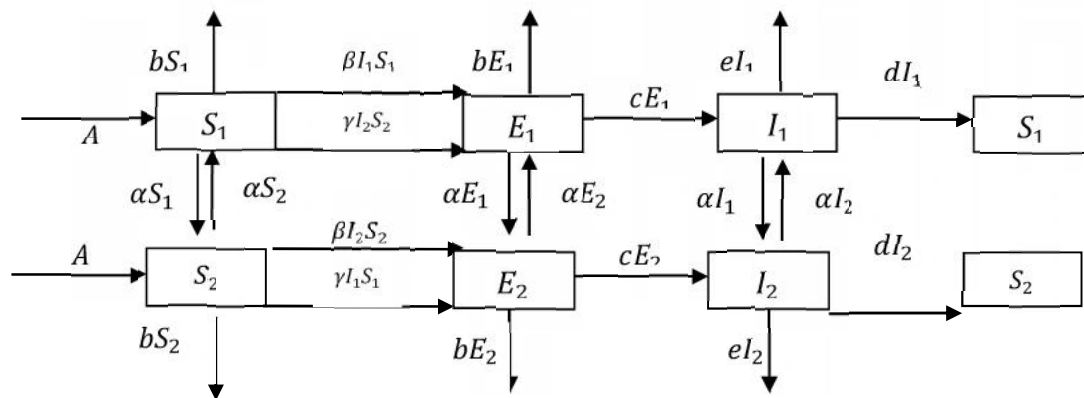 bS₁ βI₁S₁ bE₁ eI₁ dI₁
cE₁
A S₁ γI₂S₂ E₁ I₁ S₁
αS₁ αS₂ αE₁ αE₂ αI₁ αI₂
βI₂S₂ dI₂
A cE₂
S₂ γI₁S₁ E₂ I₂ S₂
bS₂ bE₂ eI₂